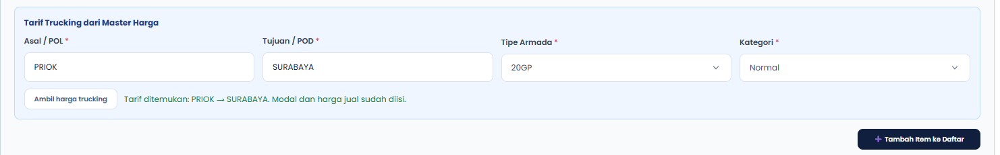 Tarif Trucking dari Master Harga
Asal / POL *
Tujuan / POD *
Tipe Armada *
Kategori *
PRIOK
SURABAYA
20GP
Normal
Ambil harga trucking
Tarif ditemukan: PRIOK → SURABAYA. Modal dan harga jual sudah diisi.
+ Tambah Item ke Daftar